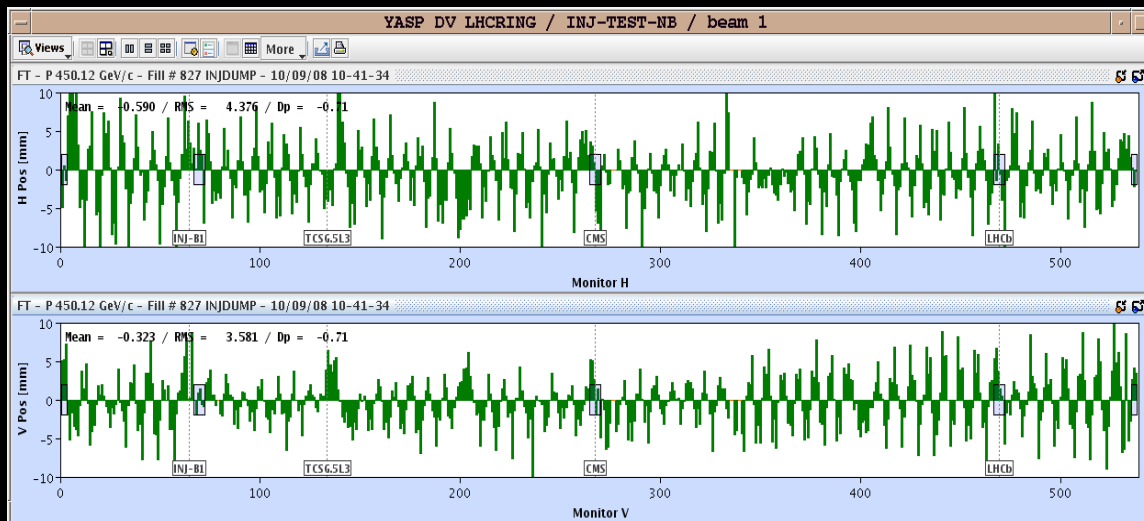 YASP DV LHCRING / INJ-TEST-NB / beam 1
Views More
FT - P 450.12 GeV/c - Fill # 827 INJDUMP - 10/09/08 10-41-34
Mean = -0.590 / RMS = 4.376 / Dp = -0.71
H Pos [mm]
10
5
0
-5
-10
INJ-B1 TCSG.5L3 CMS LHCb
0 100 200 300 400 500
Monitor H
FT - P 450.12 GeV/c - Fill # 827 INJDUMP - 10/09/08 10-41-34
Mean = -0.323 / RMS = 3.581 / Dp = -0.71
V Pos [mm]
10
5
0
-5
-10
INJ-B1 TCSG.5L3 CMS LHCb
0 100 200 300 400 500
Monitor V